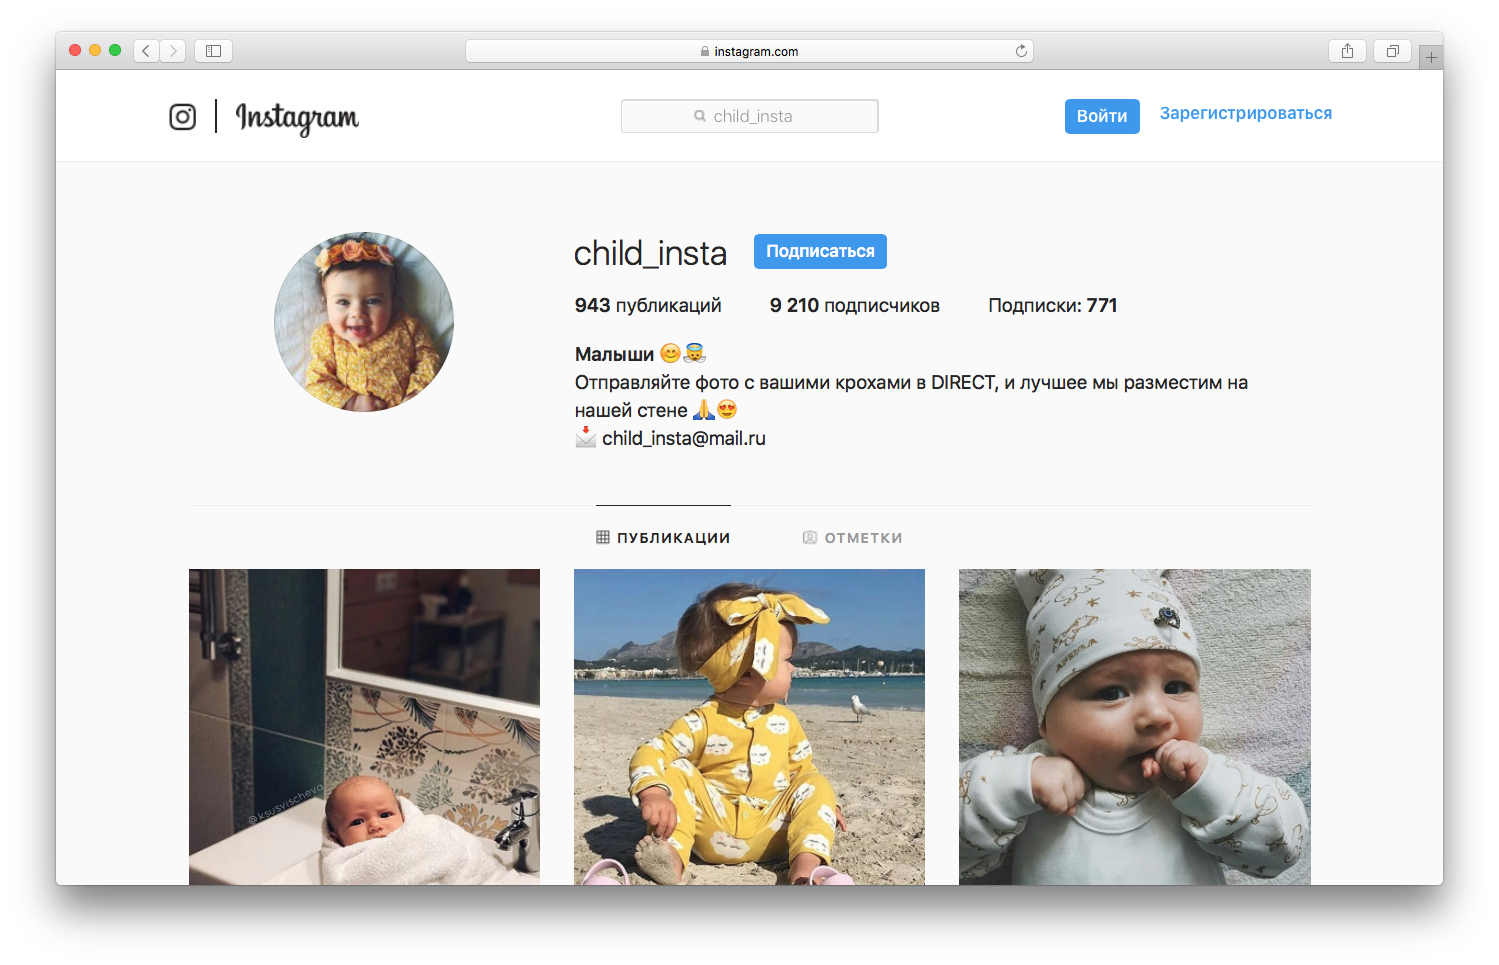 instagram.com
Instagram
child_insta
Войти
Зарегистрироваться
child_insta
Подписаться
943 публикаций 9 210 подписчиков Подписки: 771
Малыши 😊👼
Отправляйте фото с вашими крохами в DIRECT, и лучшее мы разместим на
нашей стене 🙏😍
📩 child_insta@mail.ru
ПУБЛИКАЦИИ
ОТМЕТКИ
@ksusvischevo